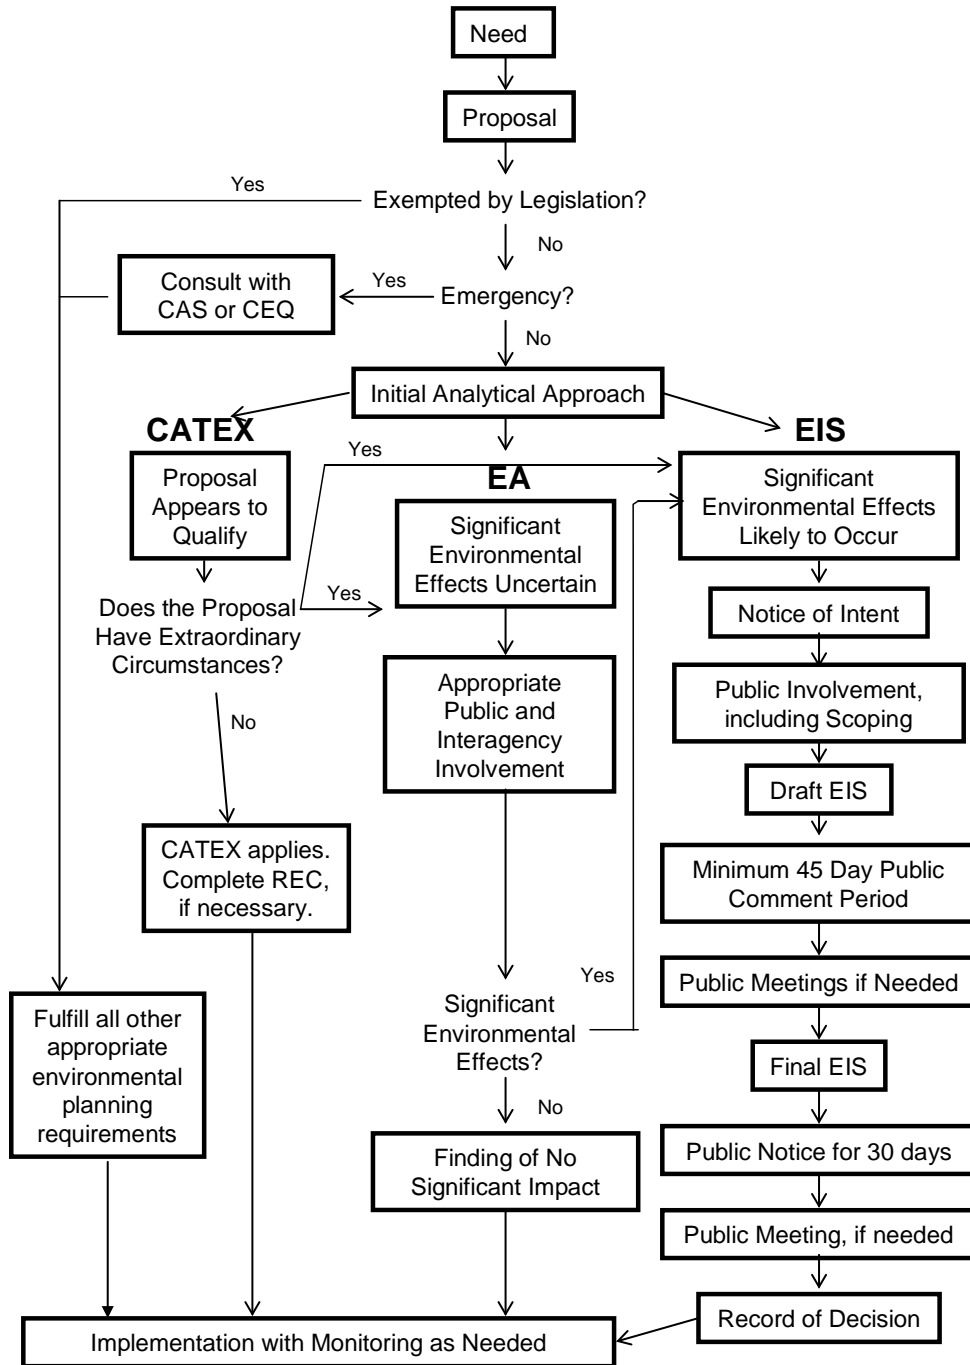 Need
Proposal
Yes
Exempted by Legislation?
No
Consult with
CAS or CEQ
Yes
Emergency?
No
Initial Analytical Approach
CATEX
EIS
Proposal
Appears to
Qualify
Yes
EA
Significant
Environmental
Effects Uncertain
Significant
Environmental Effects
Likely to Occur
Does the Proposal
Have Extraordinary
Circumstances?
Yes
Notice of Intent
Appropriate
Public and
Interagency
Involvement
Public Involvement,
including Scoping
No
Draft EIS
CATEX applies.
Complete REC,
if necessary.
Minimum 45 Day Public
Comment Period
Yes
Public Meetings if Needed
Fulfill all other
appropriate
environmental
planning
requirements
Significant
Environmental
Effects?
Final EIS
No
Finding of No
Significant Impact
Public Notice for 30 days
Public Meeting, if needed
Record of Decision
Implementation with Monitoring as Needed